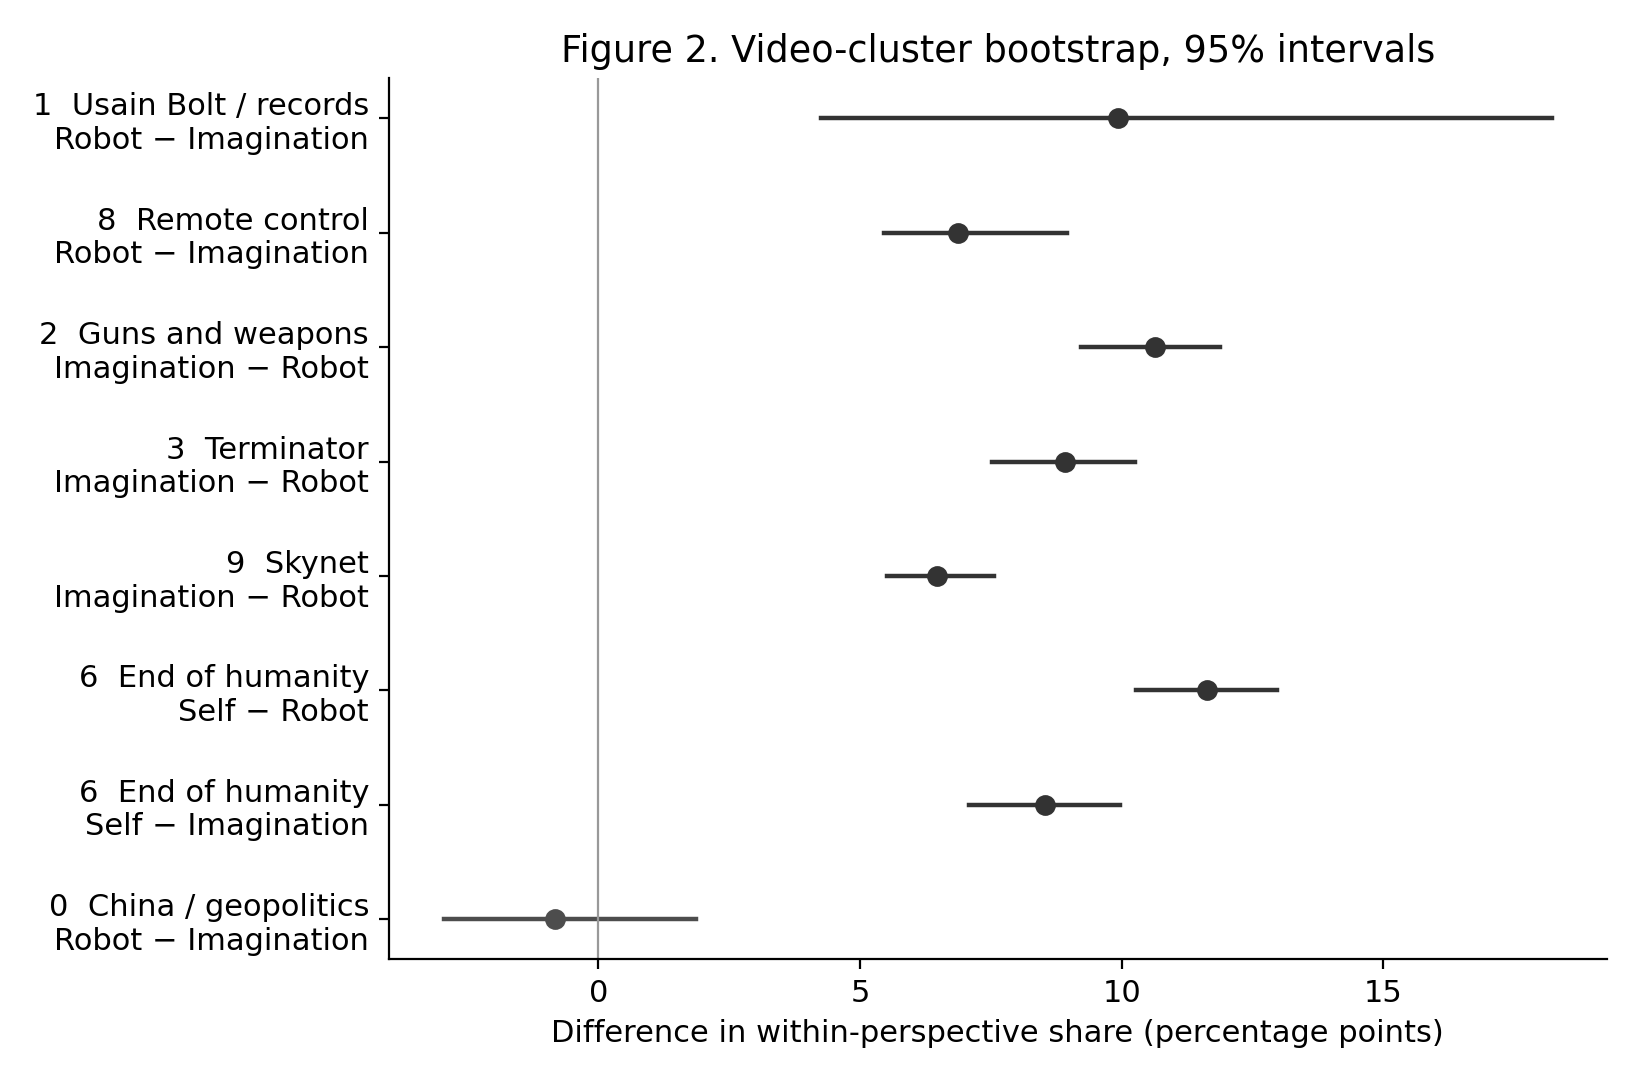 Figure 2. Video-cluster bootstrap, 95% intervals
1  Usain Bolt / records
Robot − Imagination
8  Remote control
Robot − Imagination
2  Guns and weapons
Imagination − Robot
3  Terminator
Imagination − Robot
9  Skynet
Imagination − Robot
6  End of humanity
Self − Robot
6  End of humanity
Self − Imagination
0  China / geopolitics
Robot − Imagination
0 5 10 15
Difference in within-perspective share (percentage points)